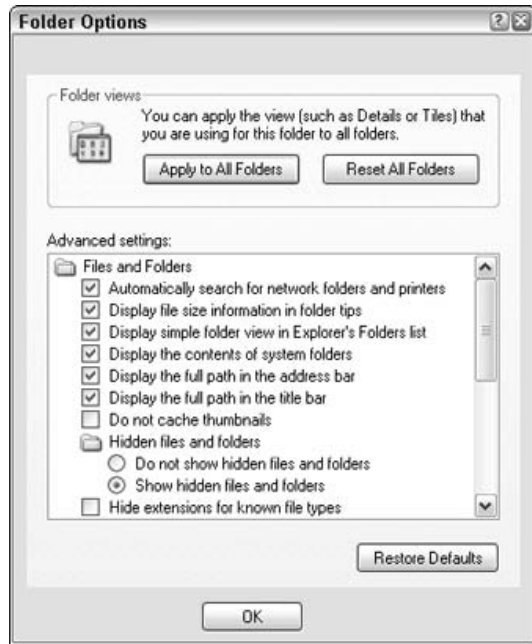 Folder Options
Folder views
You can apply the view (such as Details or Tiles) that
you are using for this folder to all folders.
Apply to All Folders
Reset All Folders
Advanced settings:
Files and Folders
Automatically search for network folders and printers
Display file size information in folder tips
Display simple folder view in Explorer's Folders list
Display the contents of system folders
Display the full path in the address bar
Display the full path in the title bar
Do not cache thumbnails
Hidden files and folders
Do not show hidden files and folders
Show hidden files and folders
Hide extensions for known file types
Restore Defaults
OK